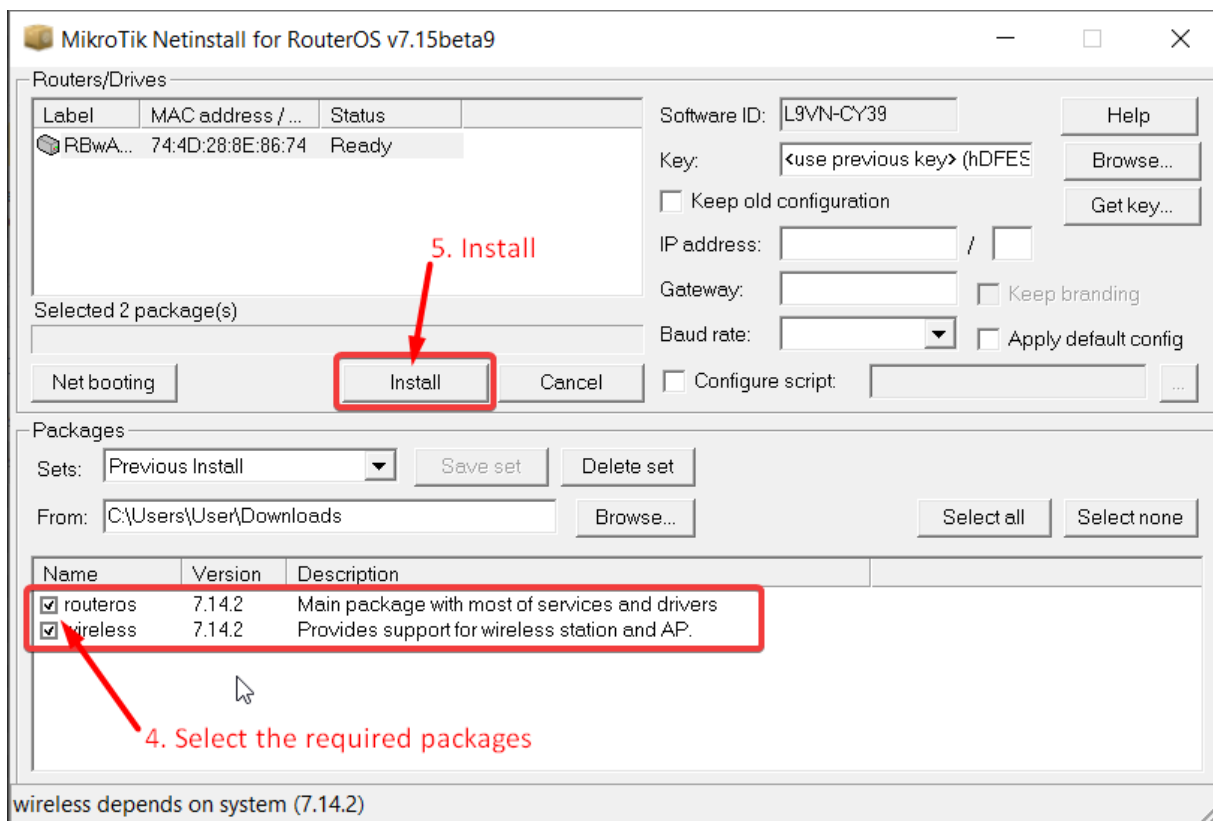 MikroTik Netinstall for RouterOS v7.15beta9
Routers/Drives
Label MAC address / ... Status
RBwA... 74:4D:28:8E:86:74 Ready
5. Install
Selected 2 package(s)
Net booting Install Cancel
Software ID: L9VN-CY39 Help
Key: <use previous key> (hDFES Browse...
Keep old configuration Get key...
IP address: /
Gateway: Keep branding
Baud rate: Apply default config
Configure script: ...
Packages
Sets: Previous Install Save set Delete set
From: C:\Users\User\Downloads Browse... Select all Select none
Name Version Description
routeros 7.14.2 Main package with most of services and drivers
wireless 7.14.2 Provides support for wireless station and AP.
4. Select the required packages
wireless depends on system (7.14.2)